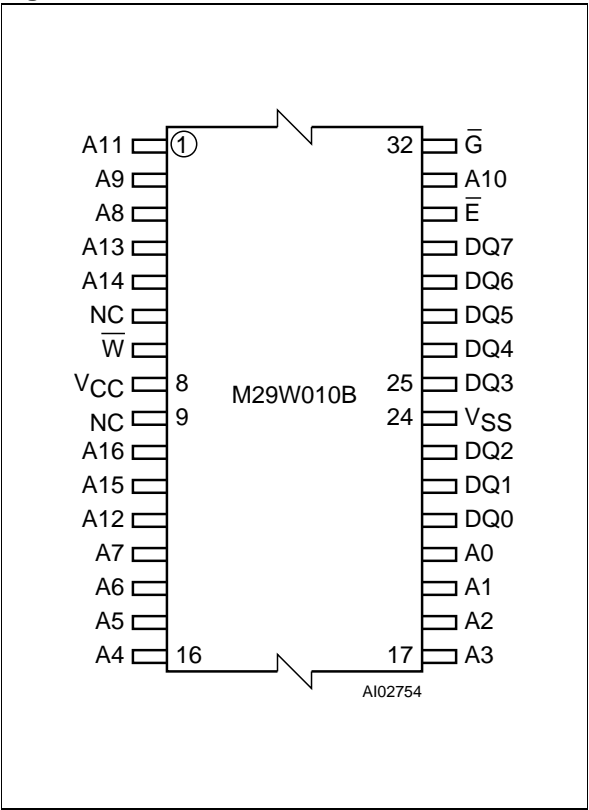 A11 1 32 G̅
A9 A10
A8 E̅
A13 DQ7
A14 DQ6
NC DQ5
W̅ DQ4
VCC 8 M29W010B 25 DQ3
NC 9 24 VSS
A16 DQ2
A15 DQ1
A12 DQ0
A7 A0
A6 A1
A5 A2
A4 16 17 A3
AI02754